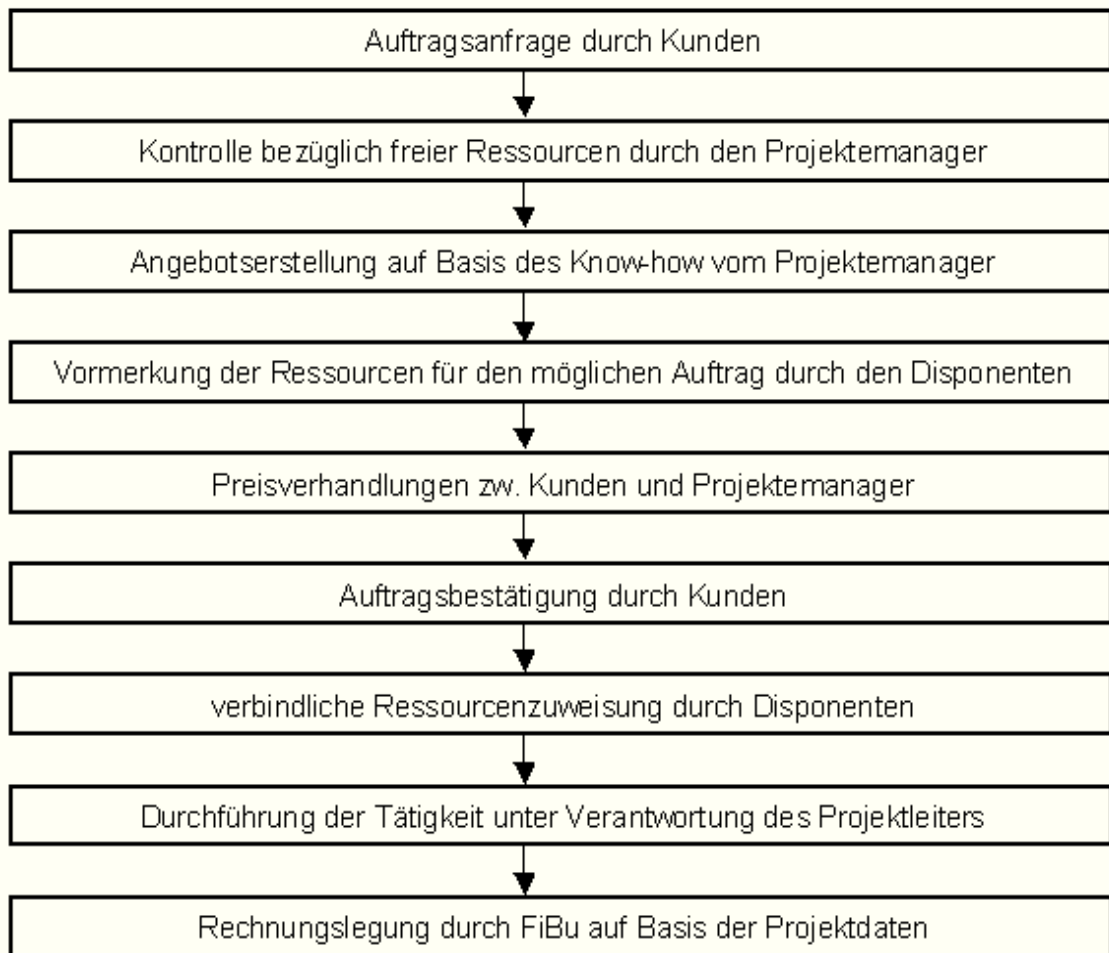 Auftragsanfrage durch Kunden
Kontrolle bezüglich freier Ressourcen durch den Projektemanager
Angebotserstellung auf Basis des Know-how vom Projektemanager
Vormerkung der Ressourcen für den möglichen Auftrag durch den Disponenten
Preisverhandlungen zw. Kunden und Projektemanager
Auftragsbestätigung durch Kunden
verbindliche Ressourcenzuweisung durch Disponenten
Durchführung der Tätigkeit unter Verantwortung des Projektleiters
Rechnungslegung durch FiBu auf Basis der Projektdaten